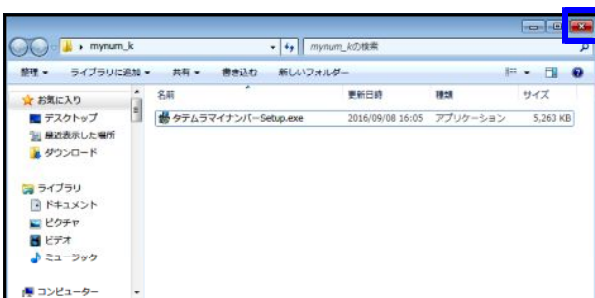 mynum_k
mynum_kの検索
整理 ライブラリに追加 共有 書き込む 新しいフォルダー
お気に入り
デスクトップ
最近表示した場所
ダウンロード
ライブラリ
ドキュメント
ピクチャ
ビデオ
ミュージック
コンピューター
名前 更新日時 種類 サイズ
タテムラマイナンバーSetup.exe 2016/09/08 16:05 アプリケーション 5,263 KB